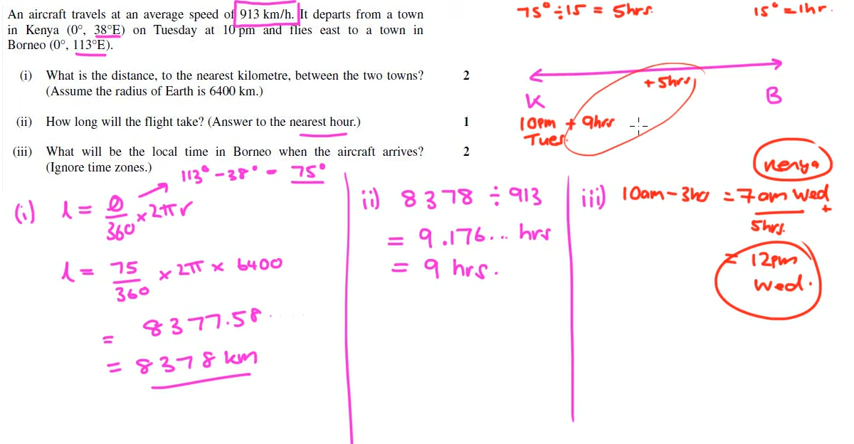 An aircraft travels at an average speed of 913 km/h. It departs from a town
in Kenya (0°, 38°E) on Tuesday at 10 pm and flies east to a town in
Borneo (0°, 113°E).
(i) What is the distance, to the nearest kilometre, between the two towns? 2
(Assume the radius of Earth is 6400 km.)
(ii) How long will the flight take? (Answer to the nearest hour.) 1
(iii) What will be the local time in Borneo when the aircraft arrives? 2
(Ignore time zones.)
75° ÷ 15 = 5hrs. 15° = 1hr.
+5hrs
K B
10pm + 9hrs
Tues.
113° - 38° = 75°
(i) l = θ/360 × 2πr
l = 75/360 × 2π × 6400
= 8377.58....
= 8378 km
ii) 8378 ÷ 913
= 9.176... hrs
= 9 hrs.
Kenya
iii) 10am - 3hrs = 7am Wed +
5hrs.
= 12pm
Wed.